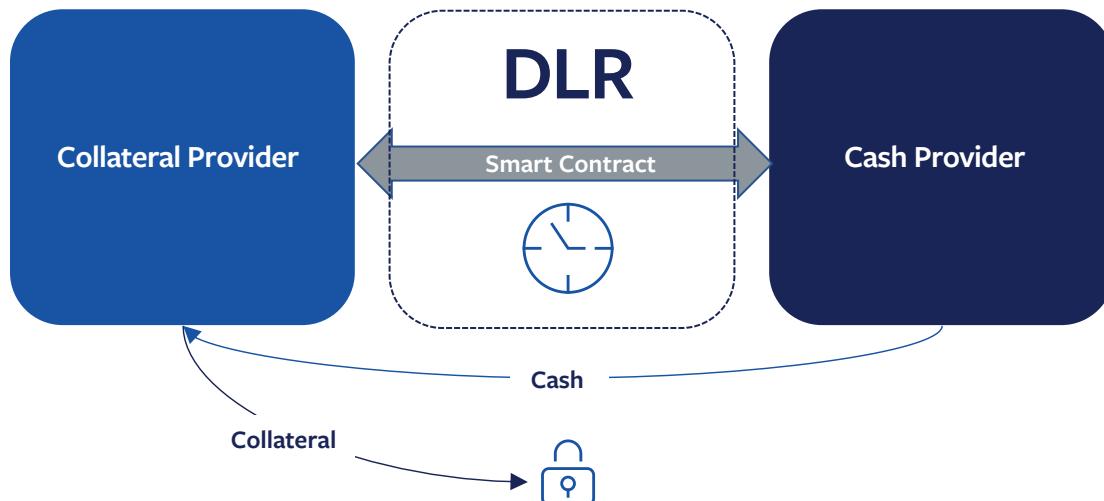 DLR
Collateral Provider
Smart Contract
Cash Provider
Cash
Collateral